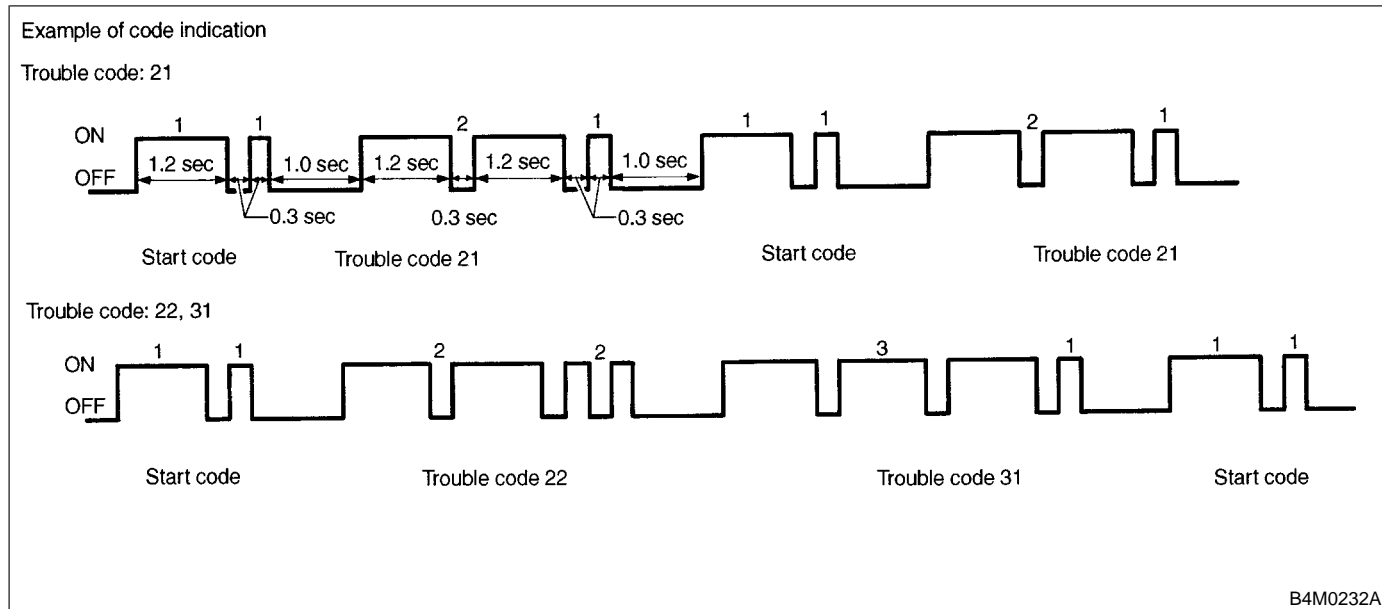 Example of code indication
Trouble code: 21
ON 1 1 2 1 1 1 2 1
OFF 1.2 sec 1.0 sec 1.2 sec 1.2 sec 1.0 sec
0.3 sec 0.3 sec 0.3 sec
Start code Trouble code 21 Start code Trouble code 21
Trouble code: 22, 31
ON 1 1 2 2 3 1 1 1
OFF
Start code Trouble code 22 Trouble code 31 Start code
B4M0232A